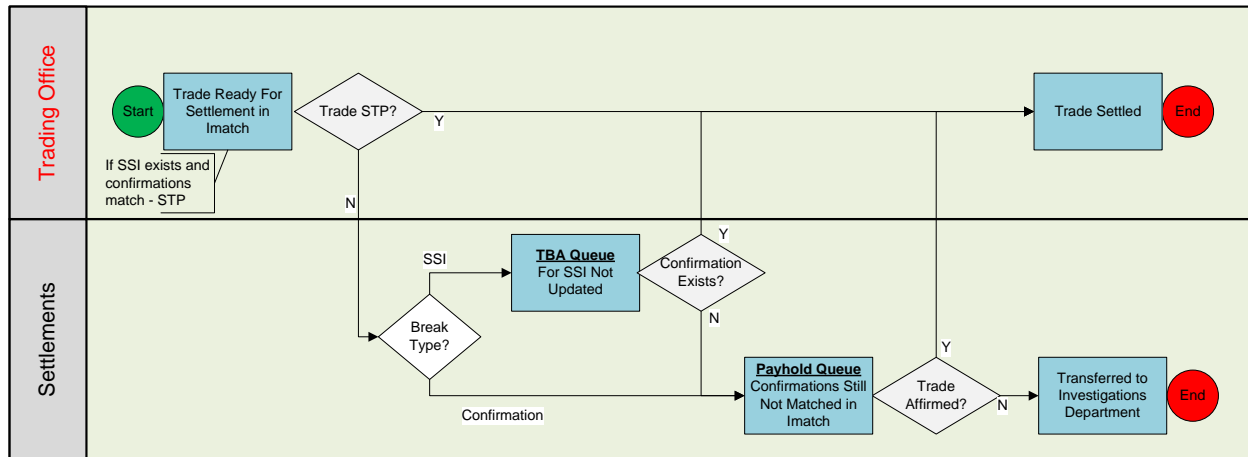 Trading Office
Start
Trade Ready For
Settlement in
Imatch
Trade STP?
Y
Trade Settled
End
If SSI exists and
confirmations
match - STP
N
Settlements
SSI
TBA Queue
For SSI Not
Updated
Y
Confirmation
Exists?
N
Break
Type?
Confirmation
Payhold Queue
Confirmations Still
Not Matched in
Imatch
Y
Trade
Affirmed?
N
Transferred to
Investigations
Department
End